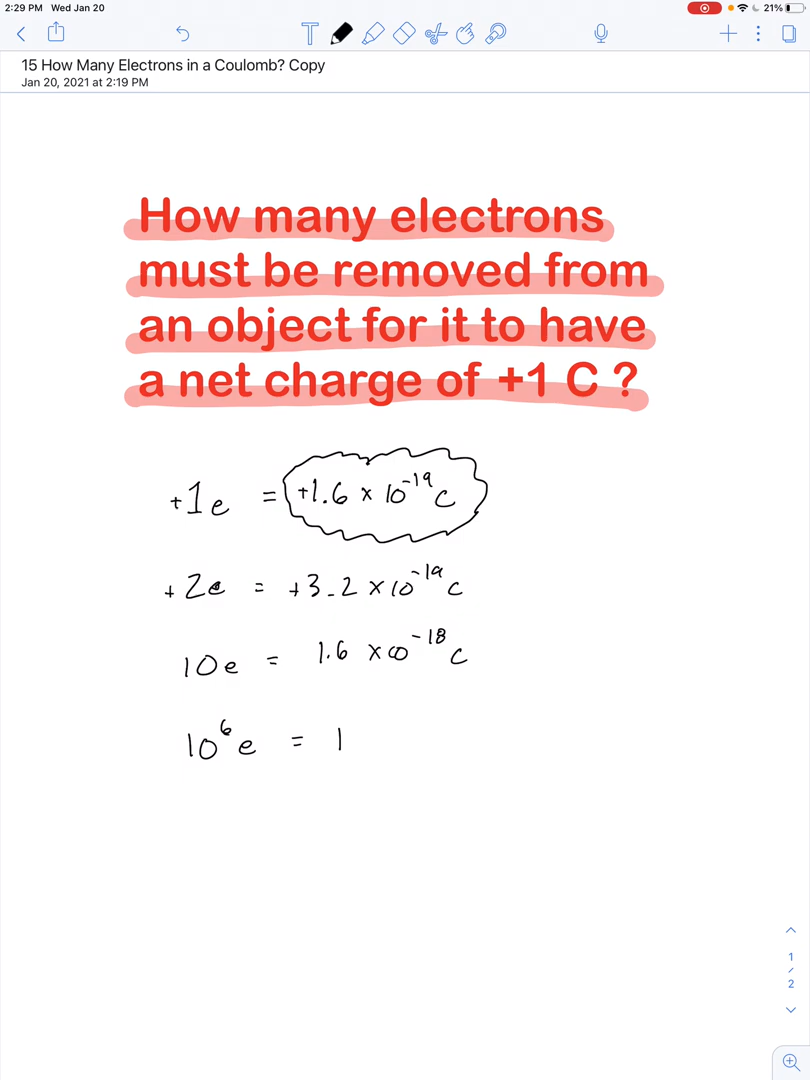 2:29 PM Wed Jan 20
21%
15 How Many Electrons in a Coulomb? Copy
Jan 20, 2021 at 2:19 PM
How many electrons
must be removed from
an object for it to have
a net charge of +1 C ?
+1e = +1.6 × 10⁻¹⁹ C
+2e = +3.2 × 10⁻¹⁹ C
10e = 1.6 × 10⁻¹⁸ C
10⁶ e = 1
1
/
2